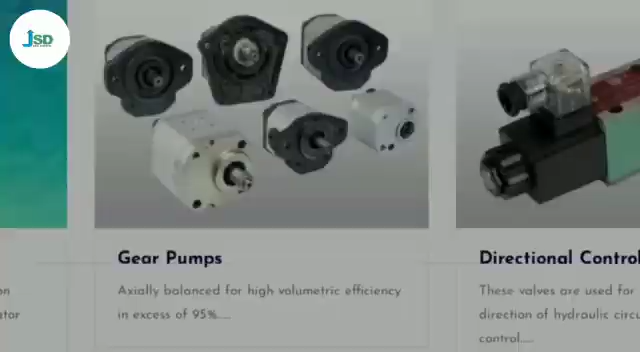 JSD
Gear Pumps
Axially balanced for high volumetric efficiency
in excess of 95%....
Directional Control
These valves are used for
direction of hydraulic circu
control....
on
ator